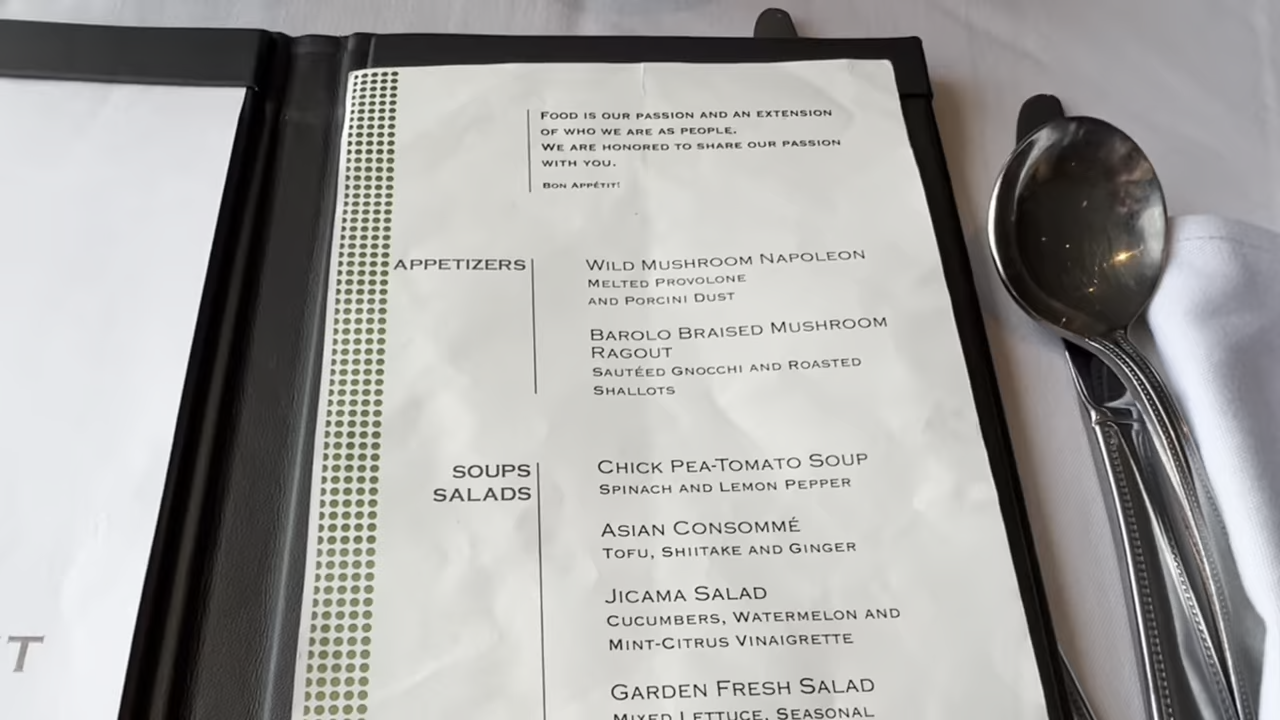 FOOD IS OUR PASSION AND AN EXTENSION
OF WHO WE ARE AS PEOPLE.
WE ARE HONORED TO SHARE OUR PASSION
WITH YOU.
BON APPÉTIT!
APPETIZERS
WILD MUSHROOM NAPOLEON
MELTED PROVOLONE
AND PORCINI DUST
BAROLO BRAISED MUSHROOM
RAGOUT
SAUTÉED GNOCCHI AND ROASTED
SHALLOTS
SOUPS
SALADS
CHICK PEA-TOMATO SOUP
SPINACH AND LEMON PEPPER
ASIAN CONSOMMÉ
TOFU, SHIITAKE AND GINGER
JICAMA SALAD
CUCUMBERS, WATERMELON AND
MINT-CITRUS VINAIGRETTE
GARDEN FRESH SALAD
MIXED LETTUCE, SEASONAL